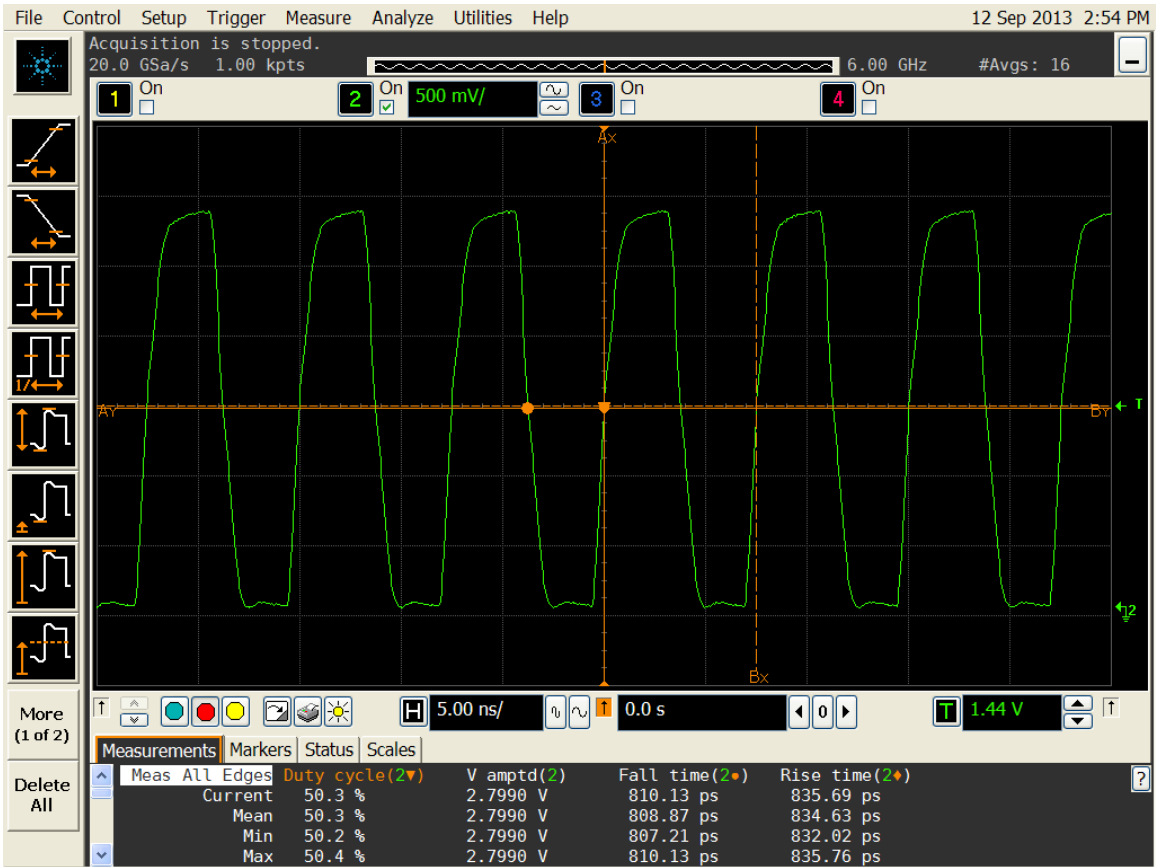 File Control Setup Trigger Measure Analyze Utilities Help 12 Sep 2013 2:54 PM
Acquisition is stopped.
20.0 GSa/s 1.00 kpts 6.00 GHz #Avgs: 16
1 On 2 On 500 mV/ 3 On 4 On
Ax
AY BY T
2
Bx
1/
More
(1 of 2)
Delete
All
H 5.00 ns/ 0.0 s 0 T 1.44 V
Measurements Markers Status Scales
Meas All Edges Duty cycle(2▼) V amptd(2) Fall time(2●) Rise time(2♦) ?
Current 50.3 % 2.7990 V 810.13 ps 835.69 ps
Mean 50.3 % 2.7990 V 808.87 ps 834.63 ps
Min 50.2 % 2.7990 V 807.21 ps 832.02 ps
Max 50.4 % 2.7990 V 810.13 ps 835.76 ps